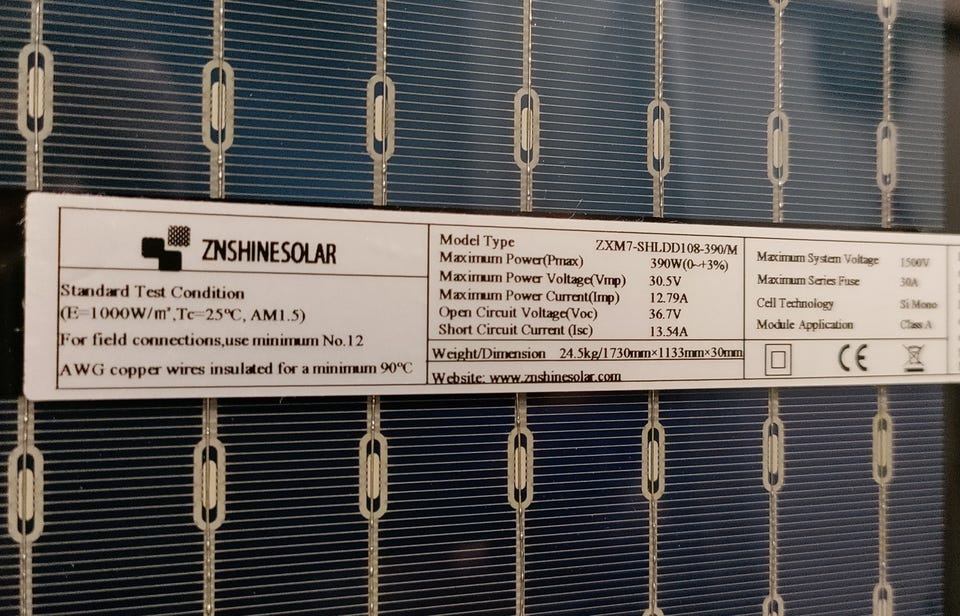 ZNSHINESOLAR
Standard Test Condition
(E=1000W/m²,Tc=25ºC, AM1.5)
For field connections,use minimum No.12
AWG copper wires insulated for a minimum 90ºC
Model Type ZXM7-SHLDD108-390/M
Maximum Power(Pmax) 390W(0~+3%)
Maximum Power Voltage(Vmp) 30.5V
Maximum Power Current(Imp) 12.79A
Open Circuit Voltage(Voc) 36.7V
Short Circuit Current (Isc) 13.54A
Weight/Dimension 24.5kg/1730mm×1133mm×30mm
Website: www.znshinesolar.com
Maximum System Voltage 1500V
Maximum Series Fuse 30A
Cell Technology Si Mono
Module Application Class A
CE